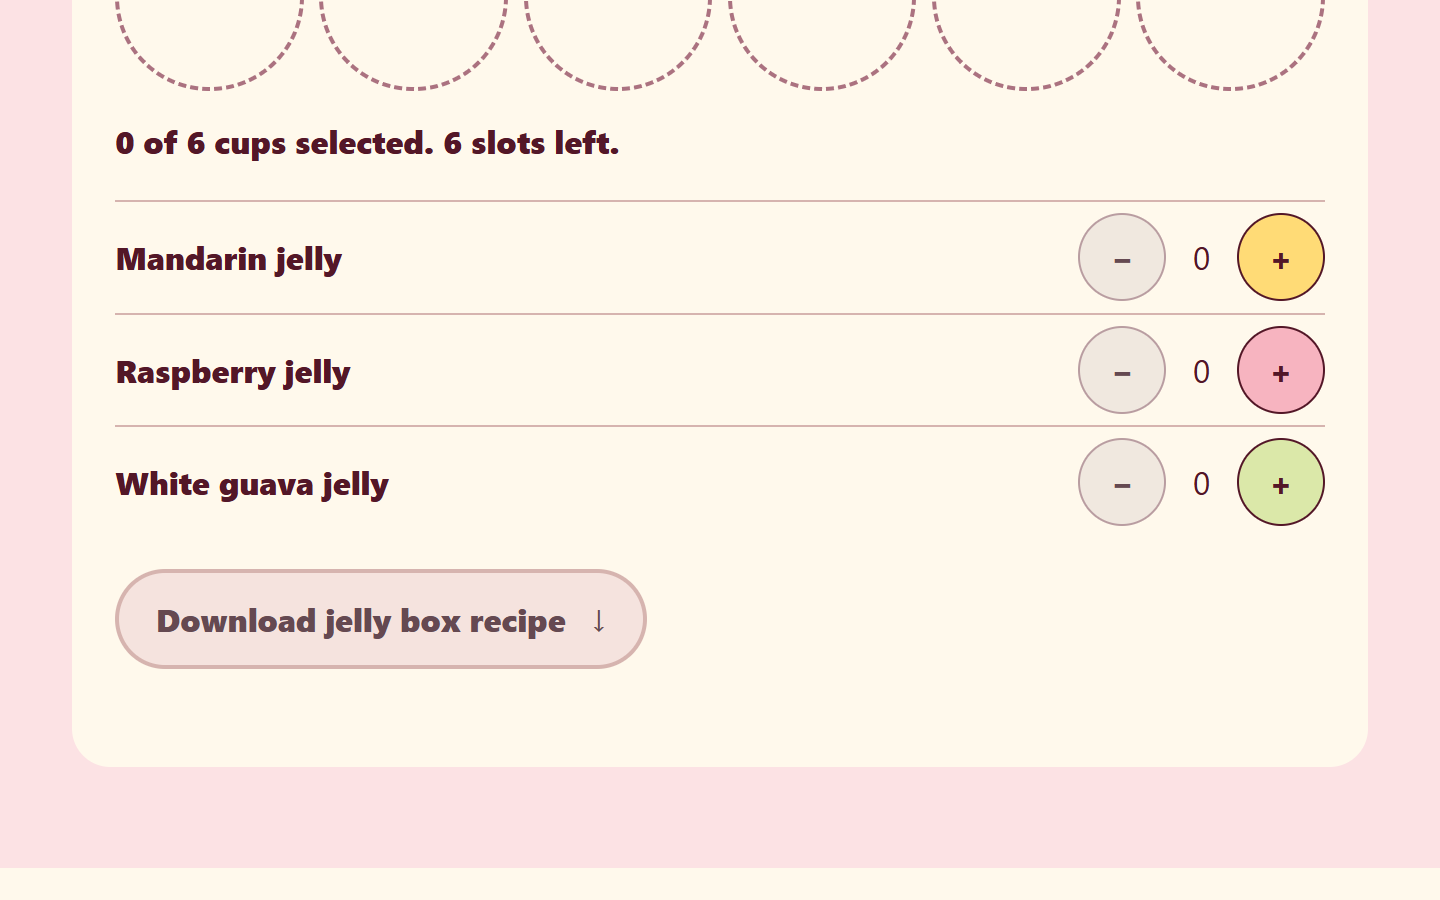 0 of 6 cups selected. 6 slots left.
Mandarin jelly − 0 +
Raspberry jelly − 0 +
White guava jelly − 0 +
Download jelly box recipe ↓